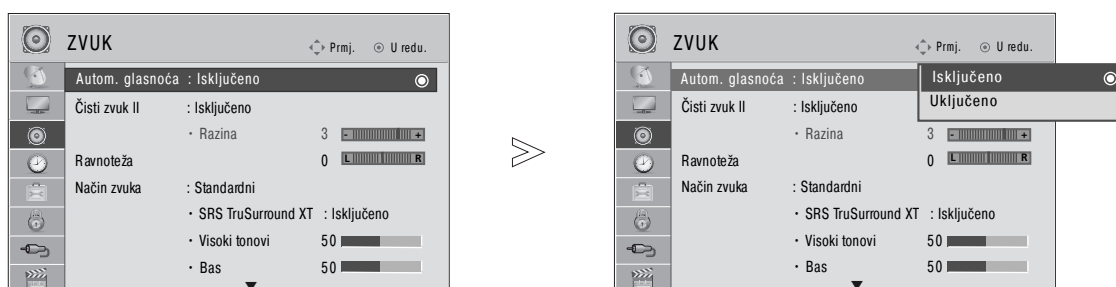 ZVUK
Prmj. U redu.
Autom. glasnoća : Isključeno
Čisti zvuk II : Isključeno
• Razina 3 - +
Ravnoteža 0 L R
Način zvuka : Standardni
• SRS TruSurround XT : Isključeno
• Visoki tonovi 50
• Bas 50
>
ZVUK
Prmj. U redu.
Autom. glasnoća : Isključeno
Isključeno
Uključeno
Čisti zvuk II : Isključeno
• Razina 3 - +
Ravnoteža 0 L R
Način zvuka : Standardni
• SRS TruSurround XT : Isključeno
• Visoki tonovi 50
• Bas 50